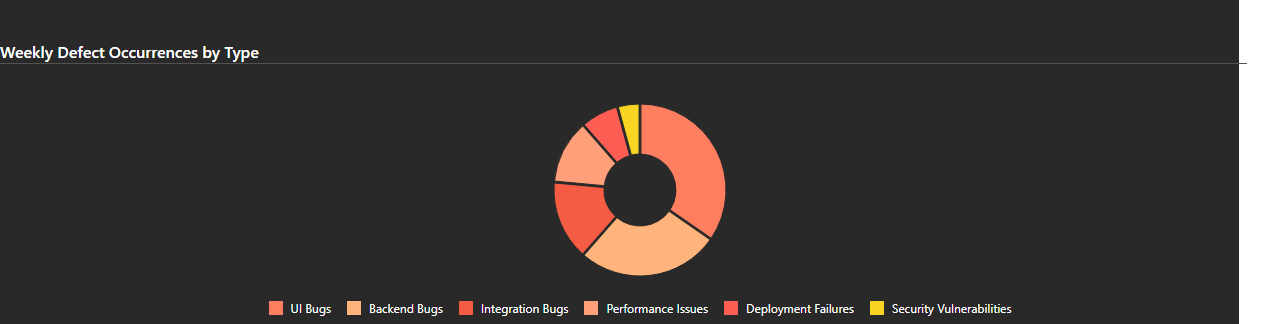 Weekly Defect Occurrences by Type
UI Bugs Backend Bugs Integration Bugs Performance Issues Deployment Failures Security Vulnerabilities